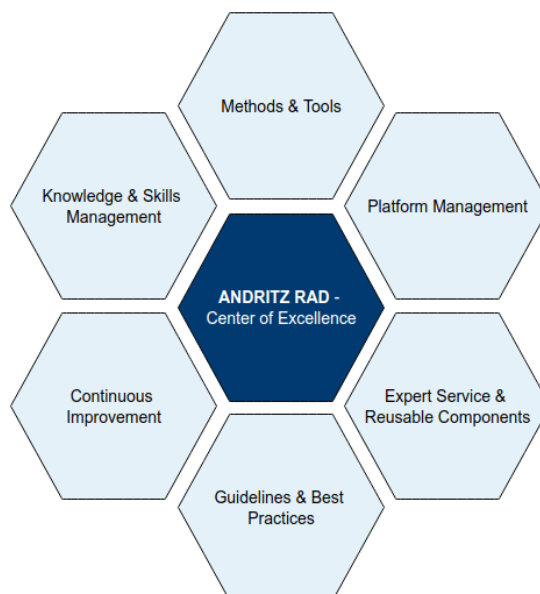 Methods & Tools
Knowledge & Skills
Management
Platform Management
ANDRITZ RAD -
Center of Excellence
Continuous
Improvement
Expert Service &
Reusable Components
Guidelines & Best
Practices